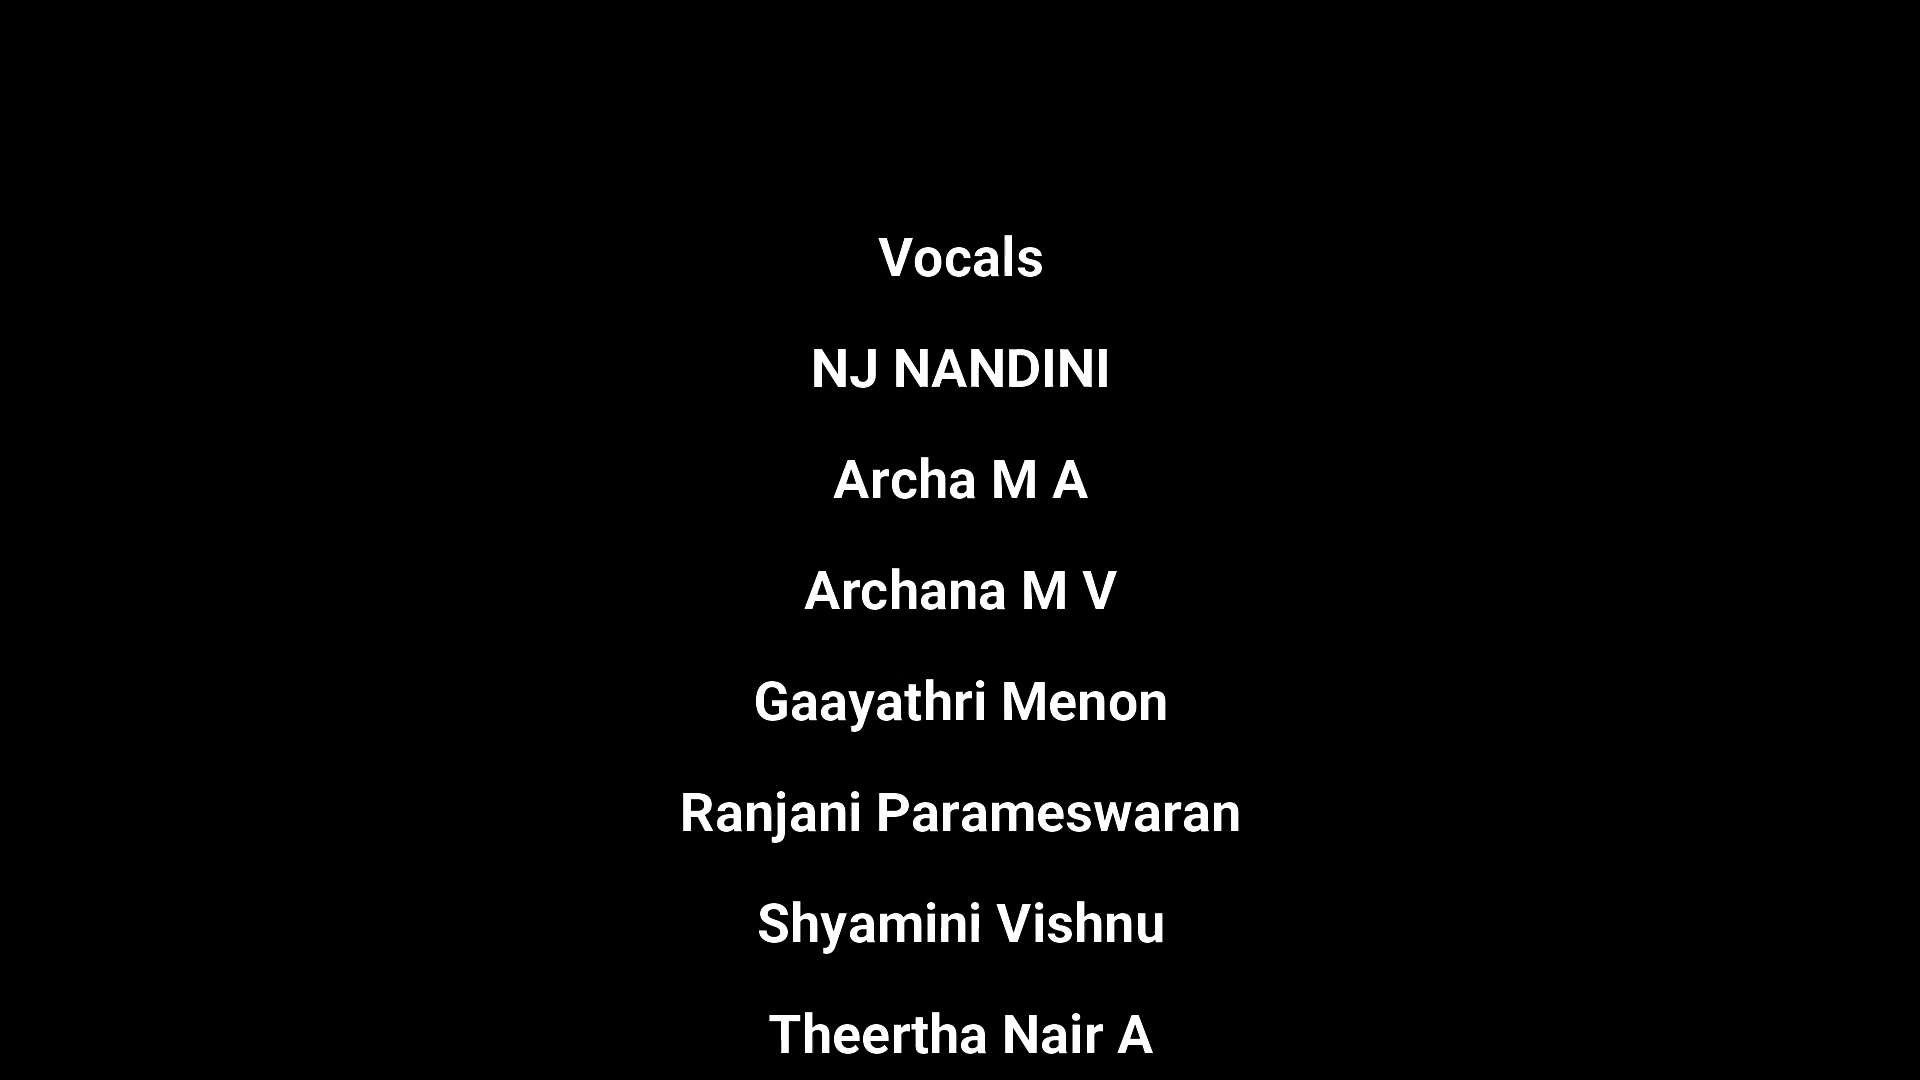 Vocals
NJ NANDINI
Archa M A
Archana M V
Gaayathri Menon
Ranjani Parameswaran
Shyamini Vishnu
Theertha Nair A